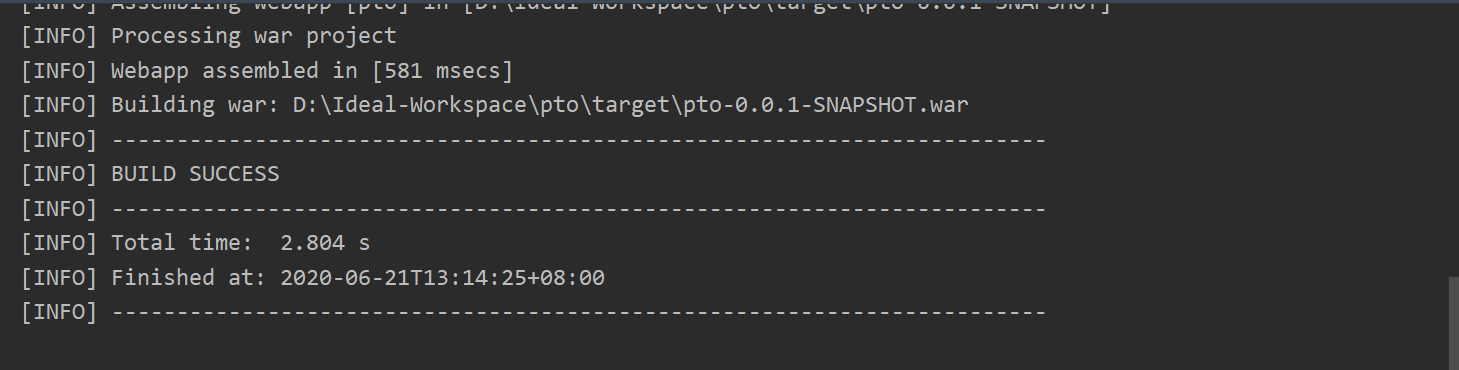 [INFO] Assembling webapp [pto] in [D:\Ideal-Workspace\pto\target\pto-0.0.1-SNAPSHOT]
[INFO] Processing war project
[INFO] Webapp assembled in [581 msecs]
[INFO] Building war: D:\Ideal-Workspace\pto\target\pto-0.0.1-SNAPSHOT.war
[INFO] ------------------------------------------------------------------------
[INFO] BUILD SUCCESS
[INFO] ------------------------------------------------------------------------
[INFO] Total time:  2.804 s
[INFO] Finished at: 2020-06-21T13:14:25+08:00
[INFO] ------------------------------------------------------------------------